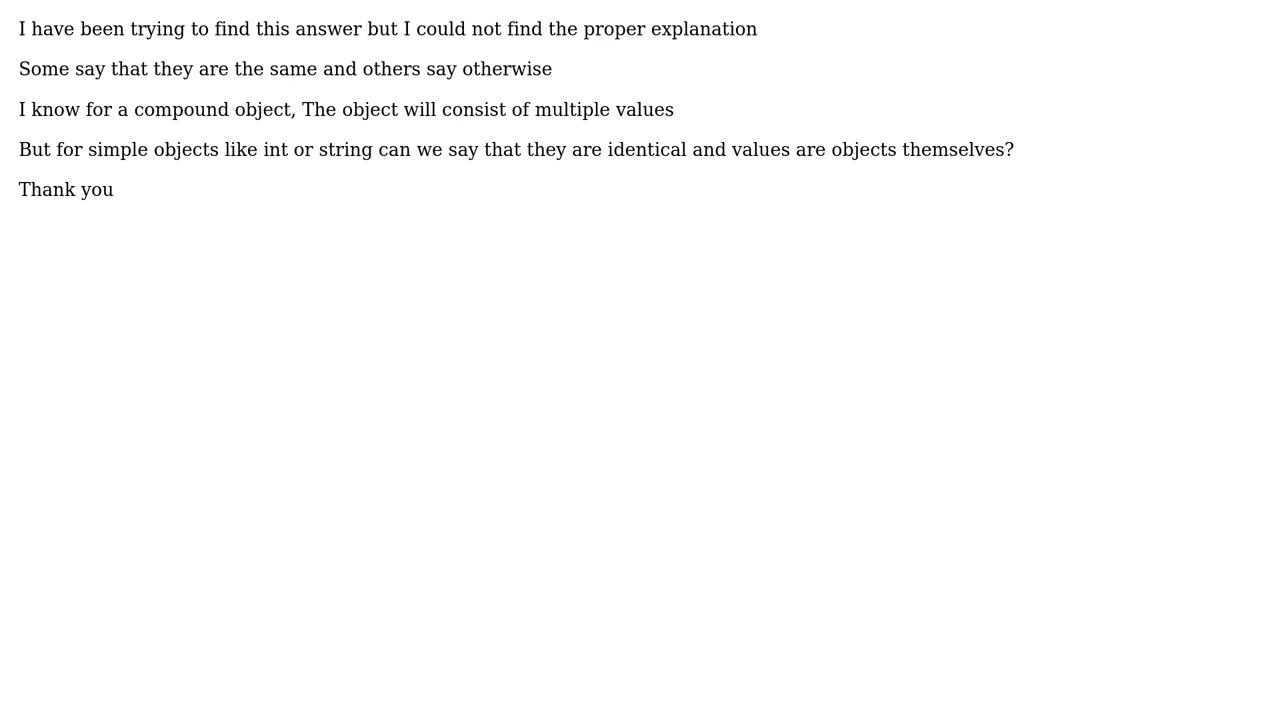 I have been trying to find this answer but I could not find the proper explanation
Some say that they are the same and others say otherwise
I know for a compound object, The object will consist of multiple values
But for simple objects like int or string can we say that they are identical and values are objects themselves?
Thank you